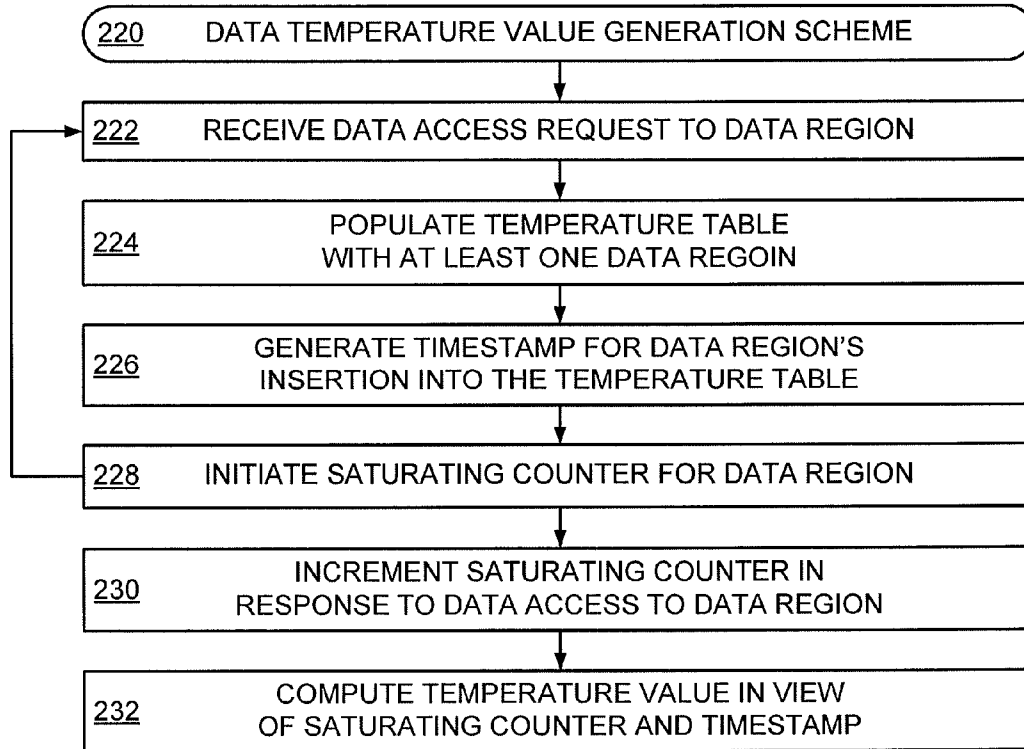 220 DATA TEMPERATURE VALUE GENERATION SCHEME
222 RECEIVE DATA ACCESS REQUEST TO DATA REGION
224 POPULATE TEMPERATURE TABLE
WITH AT LEAST ONE DATA REGOIN
226 GENERATE TIMESTAMP FOR DATA REGION'S
INSERTION INTO THE TEMPERATURE TABLE
228 INITIATE SATURATING COUNTER FOR DATA REGION
230 INCREMENT SATURATING COUNTER IN
RESPONSE TO DATA ACCESS TO DATA REGION
232 COMPUTE TEMPERATURE VALUE IN VIEW
OF SATURATING COUNTER AND TIMESTAMP